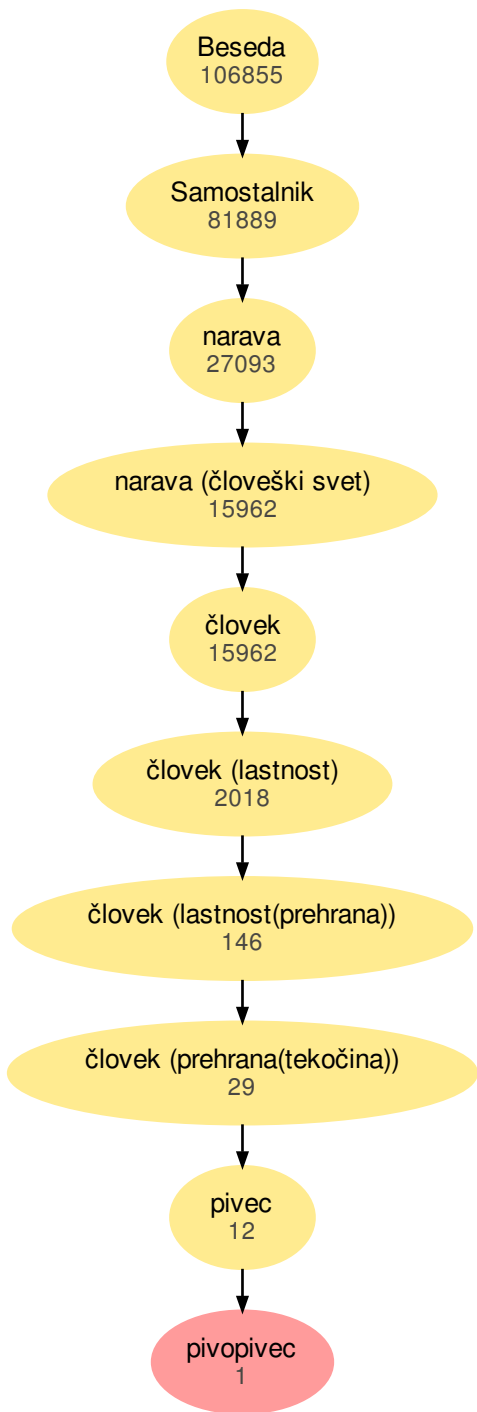 Beseda
106855
Samostalnik
81889
narava
27093
narava (človeški svet)
15962
človek
15962
človek (lastnost)
2018
človek (lastnost(prehrana))
146
človek (prehrana(tekočina))
29
pivec
12
pivopivec
1